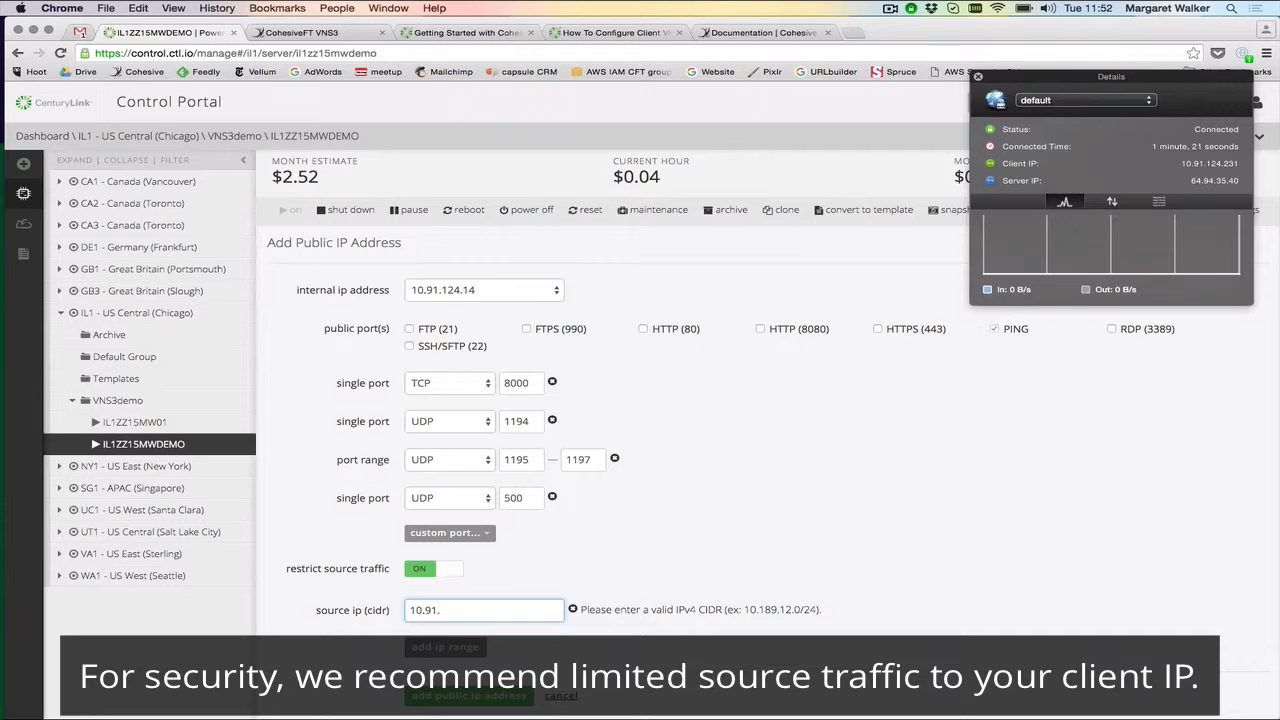 Chrome File Edit View History Bookmarks People Window Help Tue 11:52 Margaret Walker
IL1ZZ15MWDEMO | Powe CohesiveFT VNS3 Getting Started with Cohes How To Configure Client V Documentation | Cohesive
https://control.ctl.io/manage#/il1/server/il1zz15mwdemo
Hoot Drive Cohesive Feedly Vellum AdWords meetup Mailchimp capsule CRM AWS IAM CFT group Website Pixlr URLbuilder Spruce AWS
CenturyLink Control Portal
Dashboard \ IL1 - US Central (Chicago) \ VNS3demo \ IL1ZZ15MWDEMO
Details
default
Status: Connected
Connected Time: 1 minute, 21 seconds
Client IP: 10.91.124.231
Server IP: 64.94.35.40
In: 0 B/s Out: 0 B/s
EXPAND | COLLAPSE | FILTER
CA1 - Canada (Vancouver)
CA2 - Canada (Toronto)
CA3 - Canada (Toronto)
DE1 - Germany (Frankfurt)
GB1 - Great Britain (Portsmouth)
GB3 - Great Britain (Slough)
IL1 - US Central (Chicago)
Archive
Default Group
Templates
VNS3demo
IL1ZZ15MW01
IL1ZZ15MWDEMO
NY1 - US East (New York)
SG1 - APAC (Singapore)
UC1 - US West (Santa Clara)
UT1 - US Central (Salt Lake City)
VA1 - US East (Sterling)
WA1 - US West (Seattle)
MONTH ESTIMATE CURRENT HOUR
$2.52 $0.04
on shut down pause reboot power off reset maintenance archive clone convert to template snaps
Add Public IP Address
internal ip address 10.91.124.14
public port(s) FTP (21) FTPS (990) HTTP (80) HTTP (8080) HTTPS (443) PING RDP (3389)
SSH/SFTP (22)
single port TCP 8000
single port UDP 1194
port range UDP 1195 — 1197
single port UDP 500
custom port...
restrict source traffic ON
source ip (cidr) 10.91. Please enter a valid IPv4 CIDR (ex: 10.189.12.0/24).
add ip range
For security, we recommend limited source traffic to your client IP.
add public ip address cancel